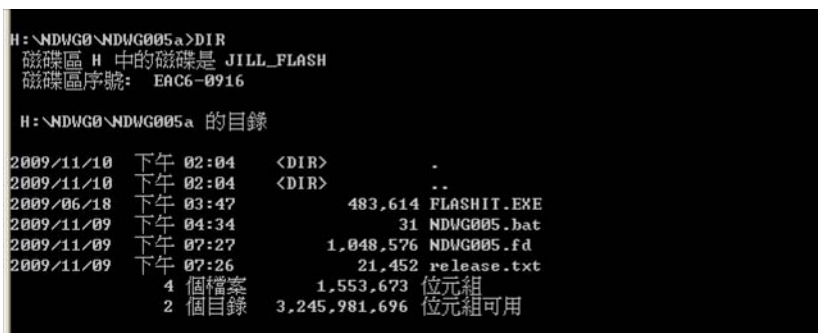 H:\NDWG0\NDWG005a>DIR
磁碟區 H 中的磁碟是 JILL_FLASH
磁碟區序號: EAC6-0916
H:\NDWG0\NDWG005a 的目錄
2009/11/10 下午 02:04 <DIR> .
2009/11/10 下午 02:04 <DIR> ..
2009/06/18 下午 03:47 483,614 FLASHIT.EXE
2009/11/09 下午 04:34 31 NDWG005.bat
2009/11/09 下午 07:27 1,048,576 NDWG005.fd
2009/11/09 下午 07:26 21,452 release.txt
4 個檔案 1,553,673 位元組
2 個目錄 3,245,981,696 位元組可用